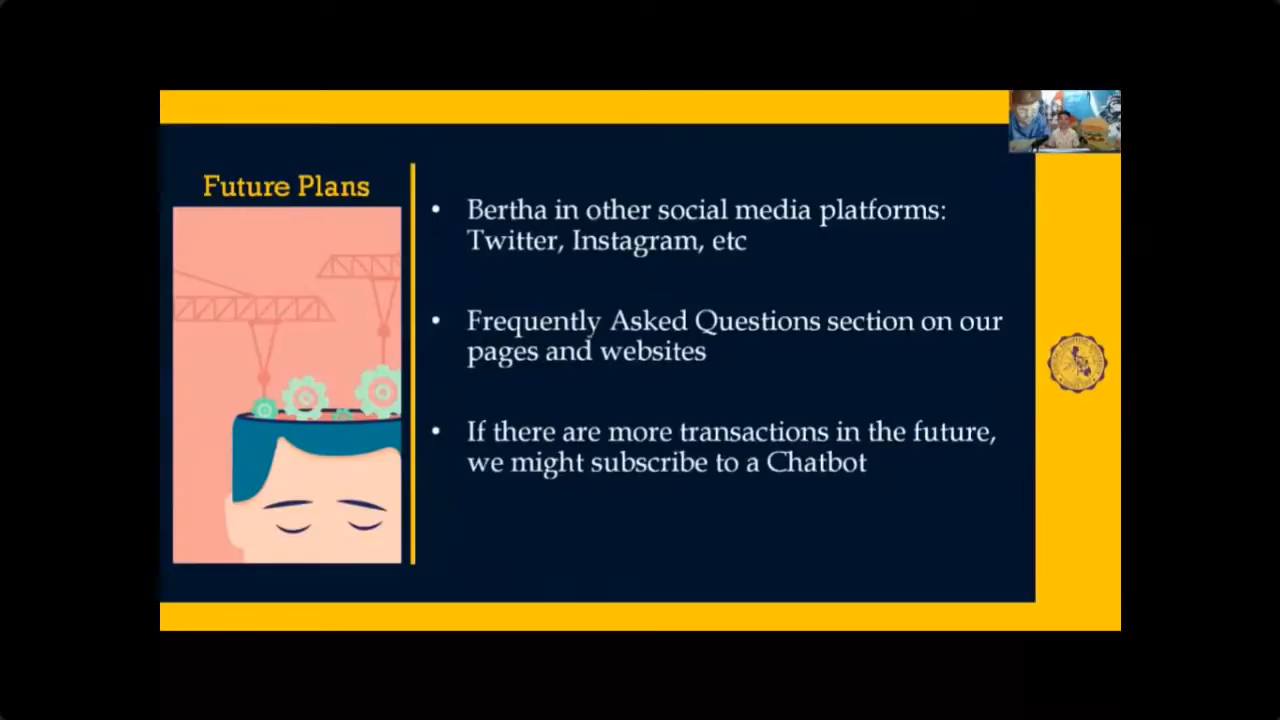 Future Plans
• Bertha in other social media platforms:
Twitter, Instagram, etc
• Frequently Asked Questions section on our
pages and websites
• If there are more transactions in the future,
we might subscribe to a Chatbot